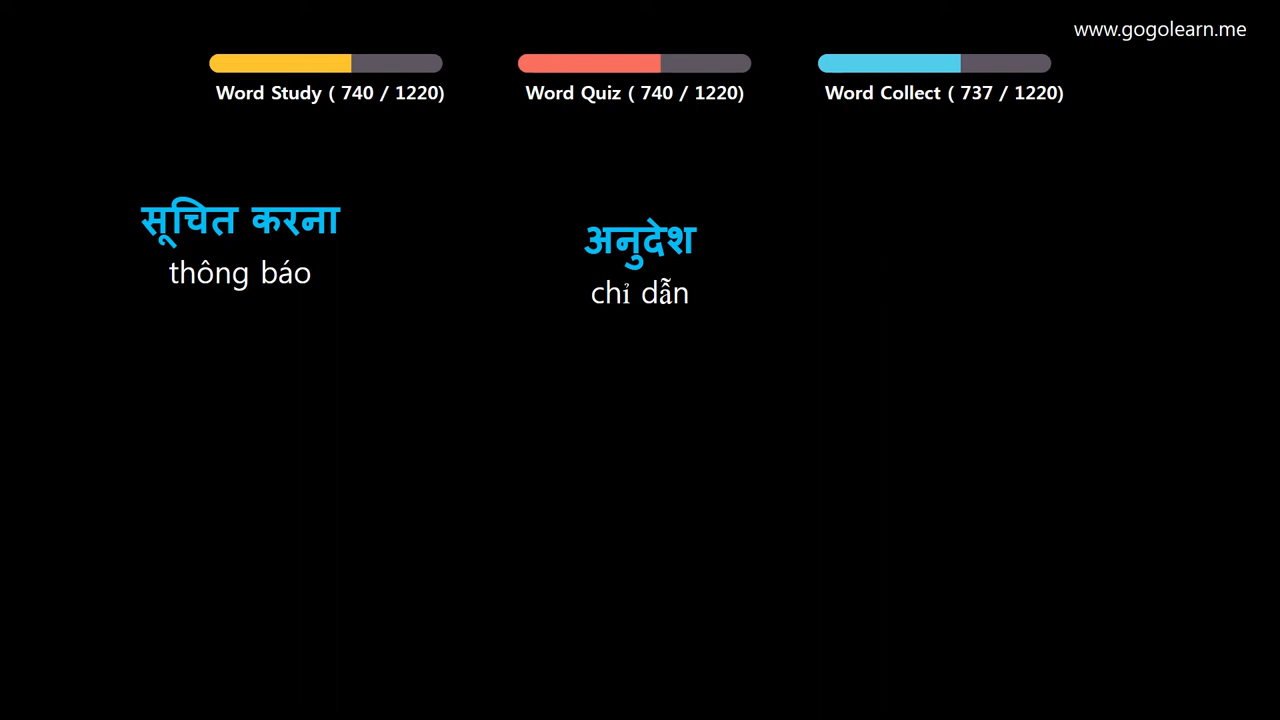 www.gogolearn.me
Word Study ( 740 / 1220)
Word Quiz ( 740 / 1220)
Word Collect ( 737 / 1220)
सूचित करना
thông báo
अनुदेश
chỉ dẫn